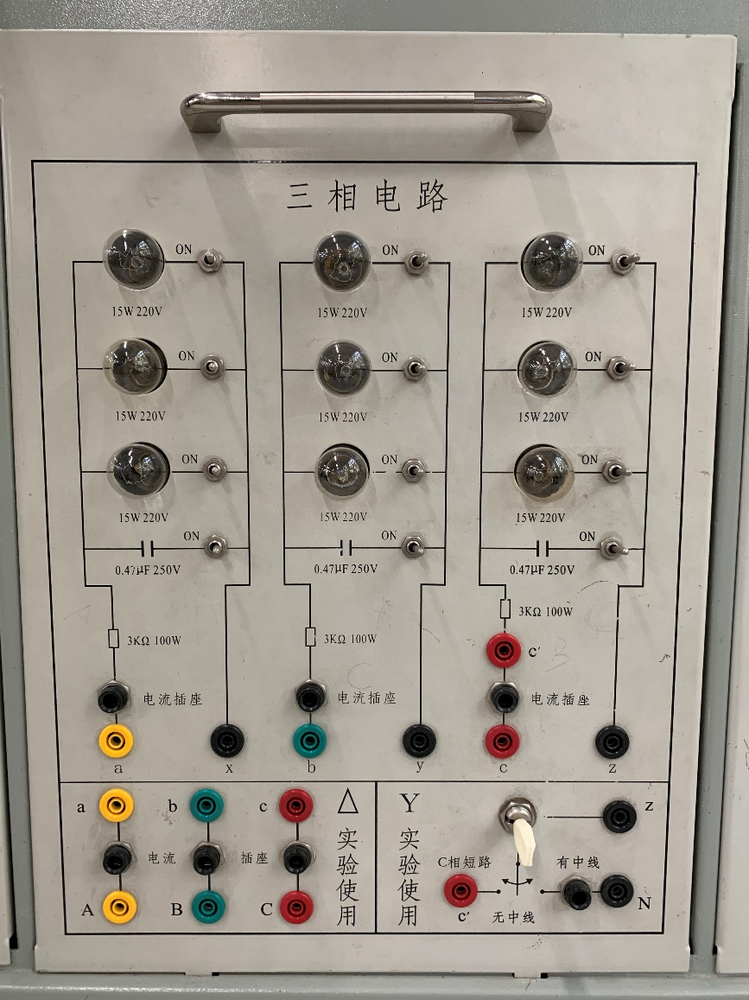 三相电路
ON ON ON
15W 220V 15W 220V 15W 220V
ON ON ON
15W 220V 15W 220V 15W 220V
ON ON ON
15W 220V 15W 220V 15W 220V
ON ON ON
0.47μF 250V 0.47μF 250V 0.47μF 250V
3KΩ 100W
3KΩ 100W 3KΩ 100W
c′ B
C
电流插座 电流插座 电流插座
a x b y c z
a b c △ Y z
电流 插座
实验使用
实验使用
C相短路 有中线
A B C
c′ 无中线 N